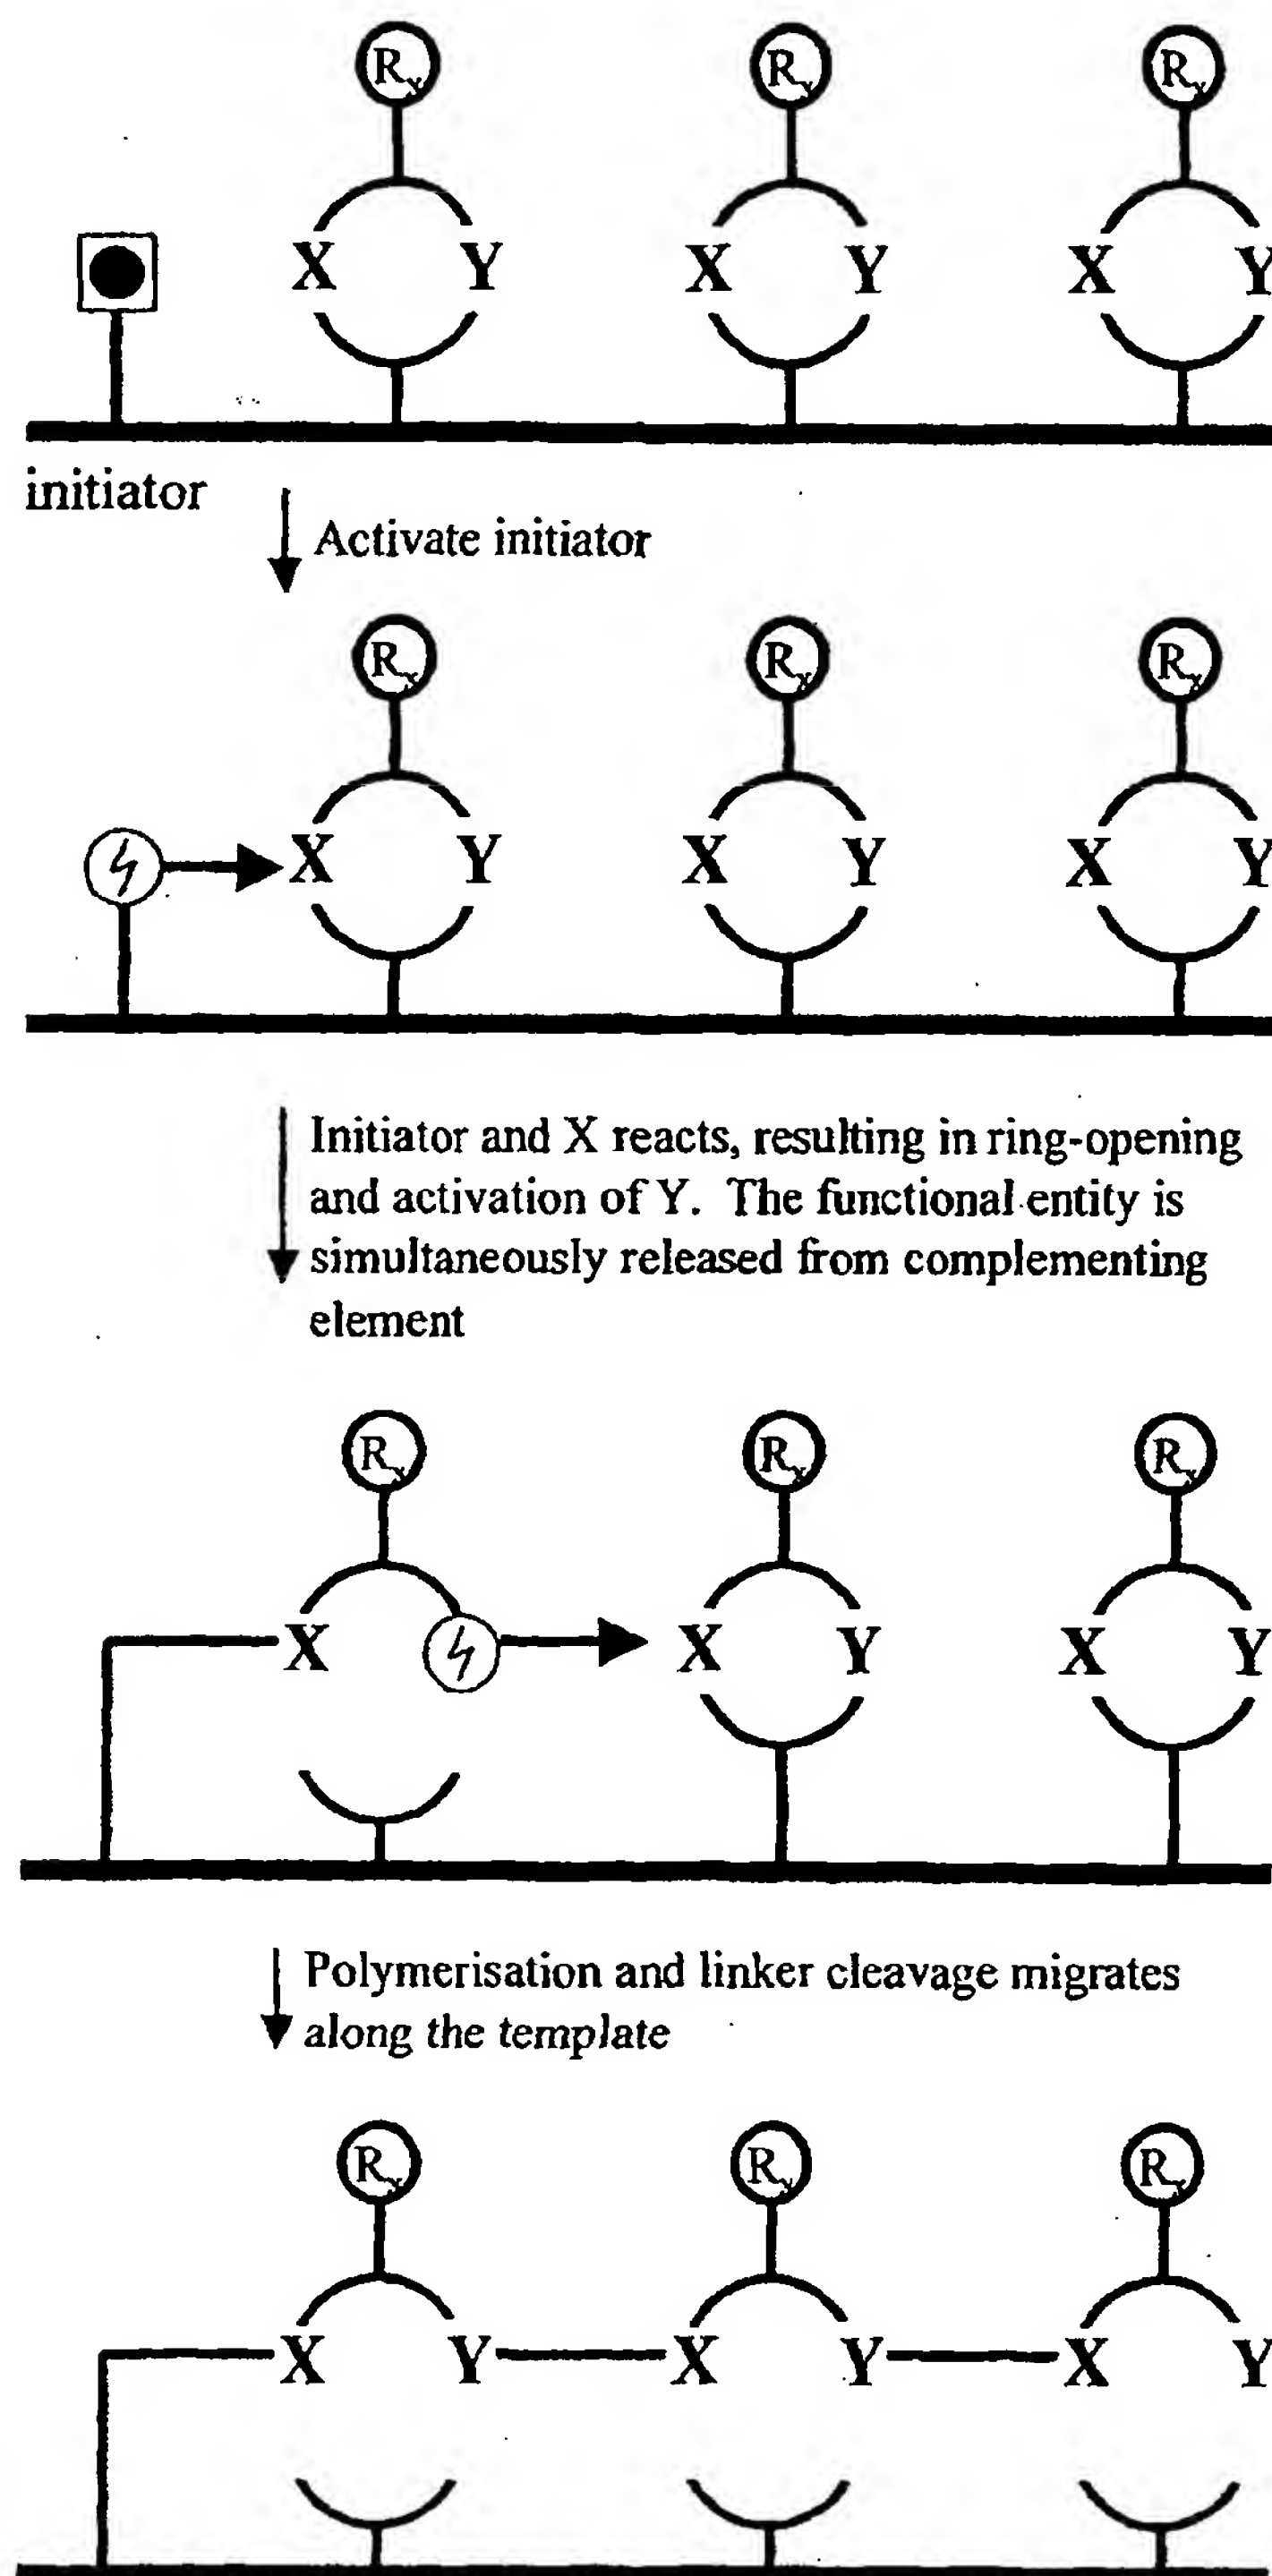 Rx Rx Rx
X Y X Y X Y
initiator
Activate initiator
Rx Rx Rx
X Y X Y X Y
Initiator and X reacts, resulting in ring-opening
and activation of Y. The functional entity is
simultaneously released from complementing
element
Rx Rx Rx
X X Y X Y
Polymerisation and linker cleavage migrates
along the template
Rx Rx Rx
X Y X Y X Y